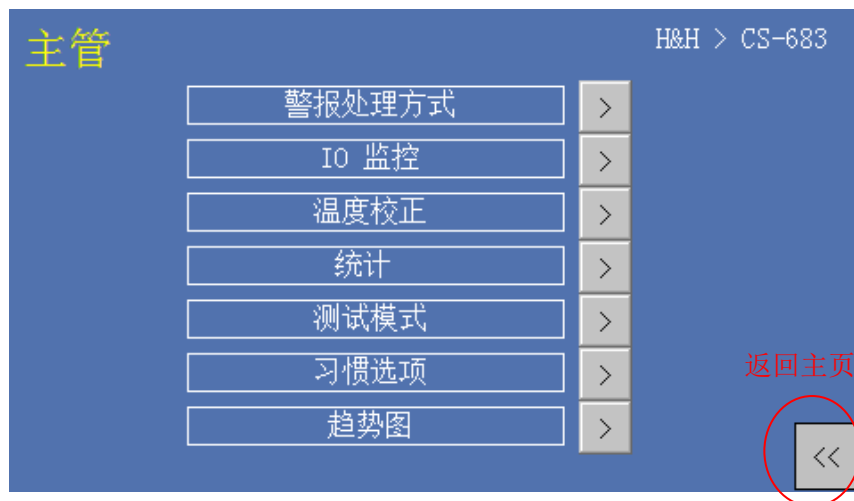 主管
H&H > CS-683
警报处理方式 >
IO 监控 >
温度校正 >
统计 >
测试模式 >
习惯选项 >
趋势图 >
返回主页
<<